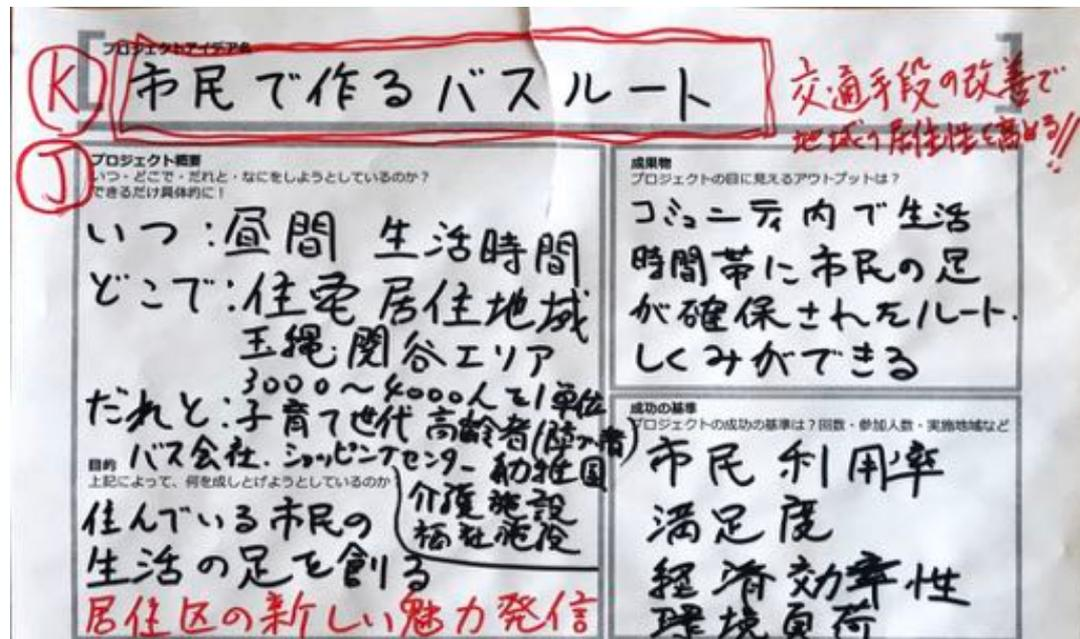 プロジェクトアイデア名
K
市民で作るバスルート
交通手段の改善で
地域の居住性を高める!!
J
プロジェクト概要
いつ・どこで・だれと・なにをしようとしているのか?
できるだけ具体的に!
いつ:昼間 生活時間
どこで:住宅居住地域
玉縄・関谷エリア
3000〜4000人を1単位
だれと:子育て世代 高齢者(障がい者)
バス会社.ショッピングセンター 幼稚園
介護施設
福祉施設
目的
上記によって、何を成しとげようとしているのか
住んでいる市民の
生活の足を創る
居住区の新しい魅力発信
成果物
プロジェクトの目に見えるアウトプットは?
コミュニティ内で生活
時間帯に市民の足
が確保されたルート.
しくみができる
成功の基準
プロジェクトの成功の基準は?回数・参加人数・実施地域など
市民利用率
満足度
経済効率性
環境負荷